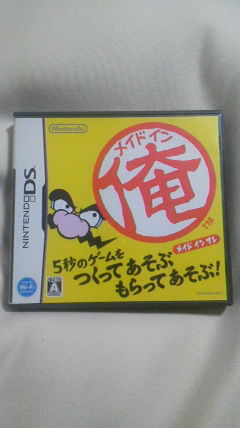 Nintendo
メイド イン
俺
TM
NINTENDO DS
メイド イン オレ
5秒のゲームを
つくってあそぶ
もらってあそぶ!
Wi-Fi
CERO
A